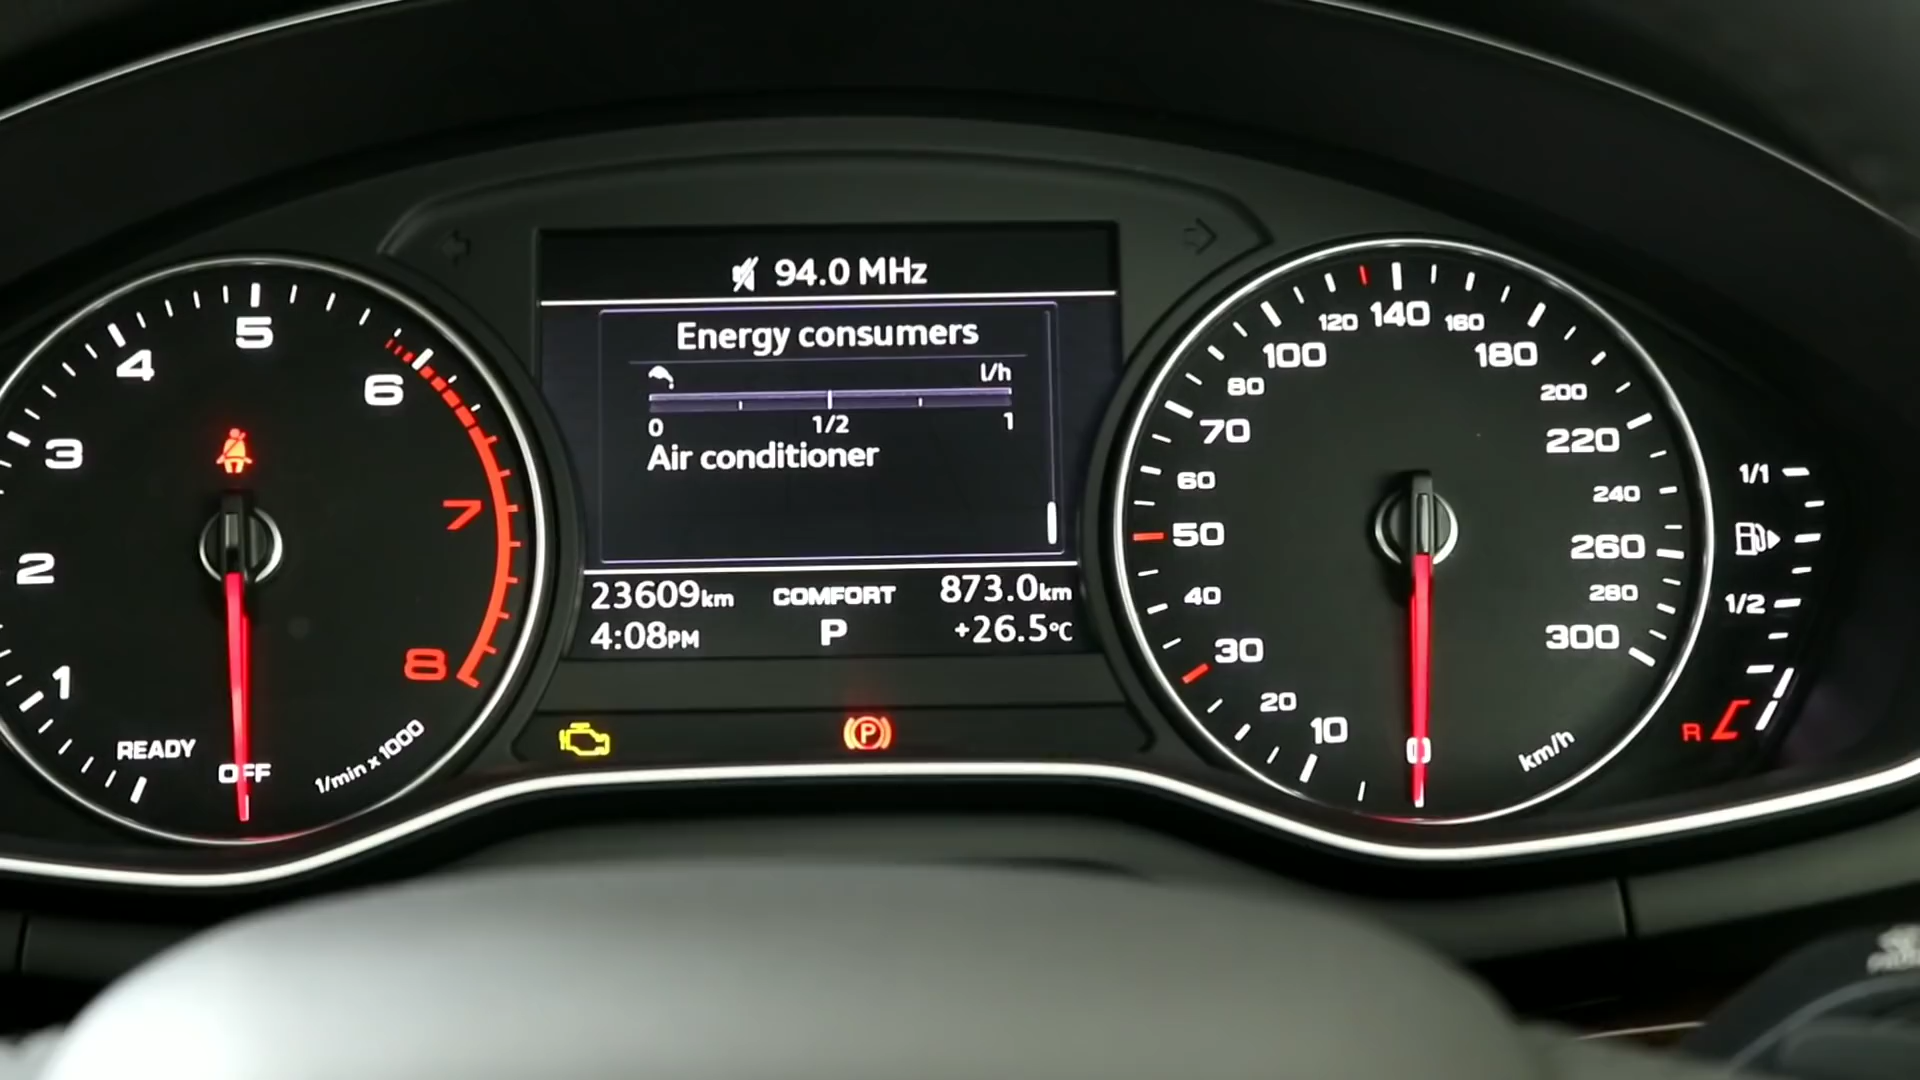 94.0 MHz
Energy consumers
l/h
0 1/2 1
Air conditioner
23609km COMFORT 873.0km
4:08PM P +26.5°C
1 2 3 4 5 6 7 8
READY
OFF
1/min x 1000
P
0 10 20 30 40 50 60 70 80 100 120 140 160 180 200 220 240 260 280 300
km/h
1/1
1/2
R